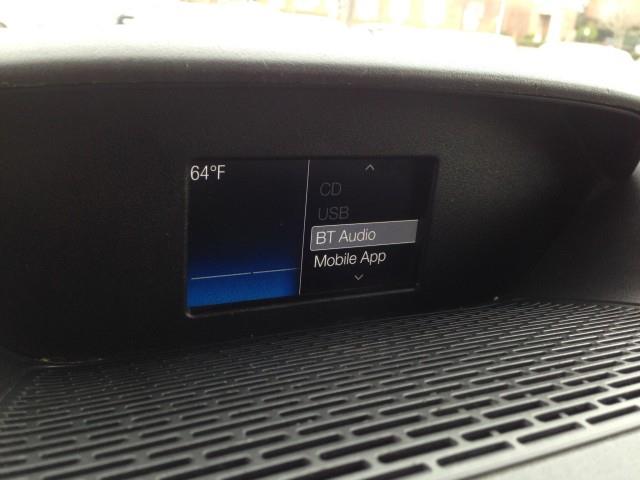 64°F
CD
USB
BT Audio
Mobile App